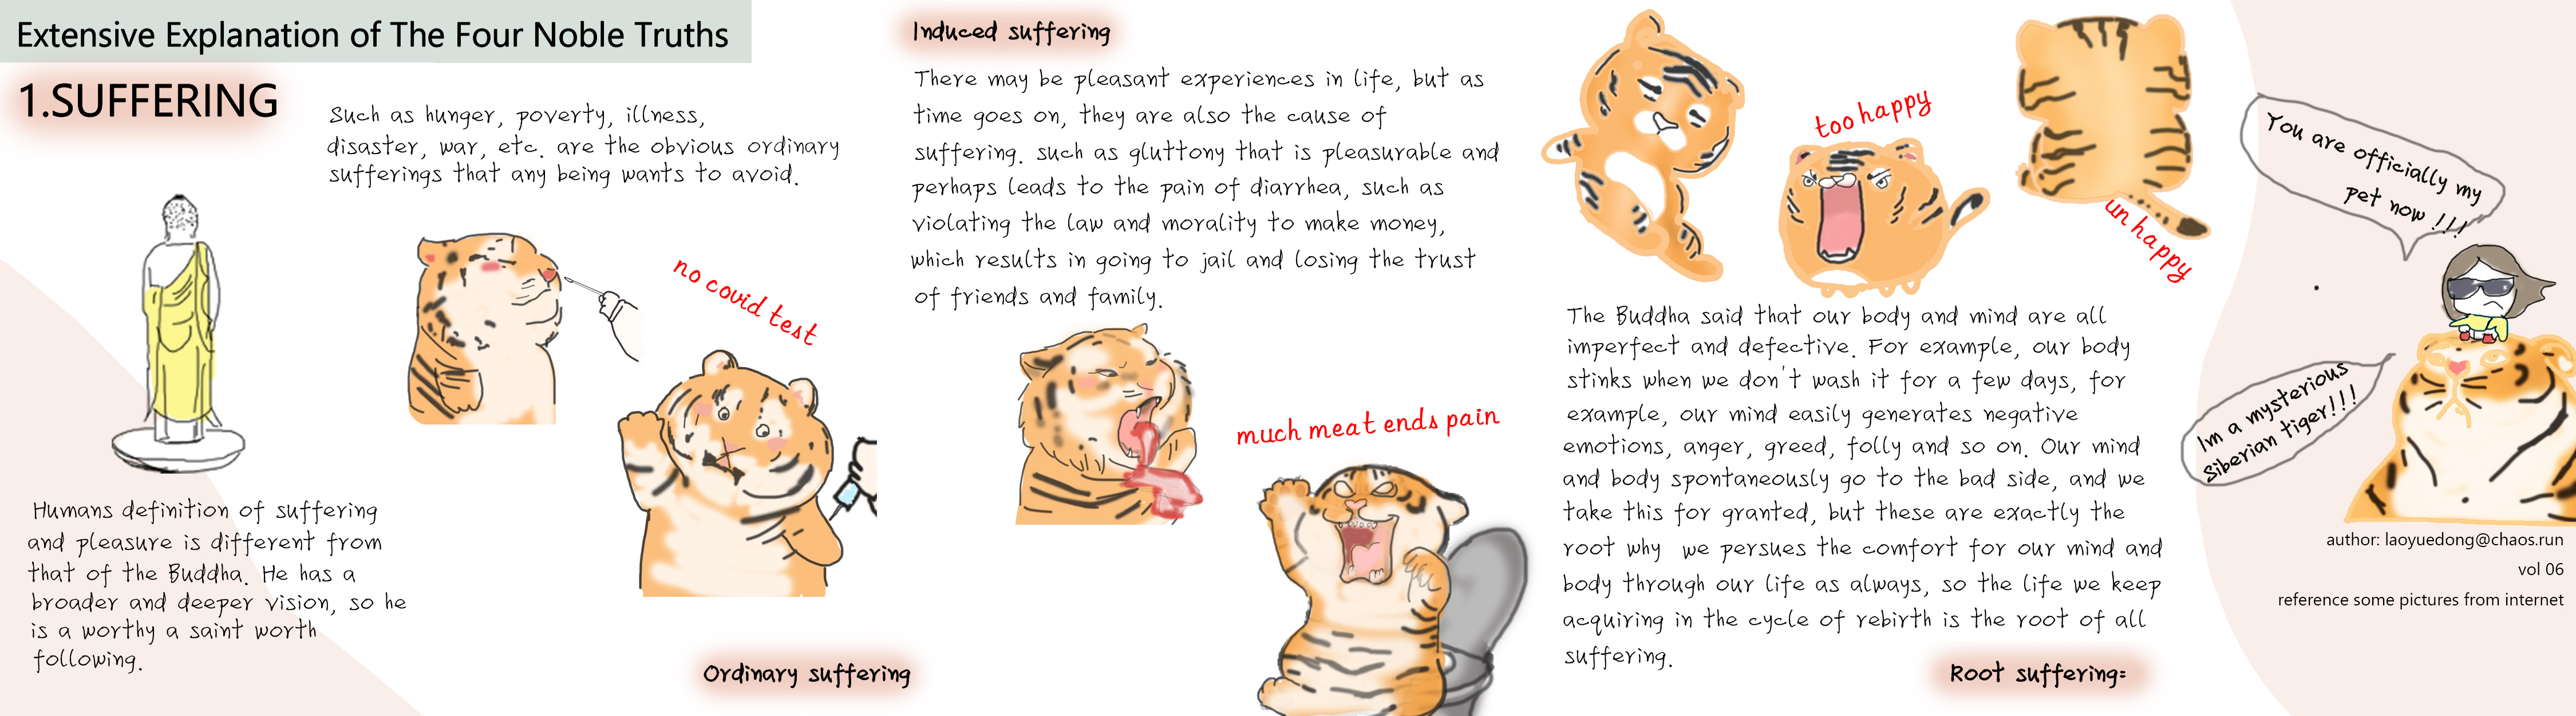 Extensive Explanation of The Four Noble Truths
1.SUFFERING
Humans definition of suffering
and pleasure is different from
that of the Buddha. He has a
broader and deeper vision, so he
is a worthy a saint worth
following.
Such as hunger, poverty, illness,
disaster, war, etc. are the obvious ordinary
sufferings that any being wants to avoid.
no covid test
Ordinary suffering
Induced suffering
There may be pleasant experiences in life, but as
time goes on, they are also the cause of
suffering. such as gluttony that is pleasurable and
perhaps leads to the pain of diarrhea, such as
violating the law and morality to make money,
which results in going to jail and losing the trust
of friends and family.
much meat ends pain
too happy
un happy
The Buddha said that our body and mind are all
imperfect and defective. For example, our body
stinks when we don't wash it for a few days, for
example, our mind easily generates negative
emotions, anger, greed, folly and so on. Our mind
and body spontaneously go to the bad side, and we
take this for granted, but these are exactly the
root why we persues the comfort for our mind and
body through our life as always, so the life we keep
acquiring in the cycle of rebirth is the root of all
suffering.
Root suffering:
You are officially my
pet now !!!
Im a mysterious
Siberian tiger!!!
author: laoyuedong@chaos.run
vol 06
reference some pictures from internet